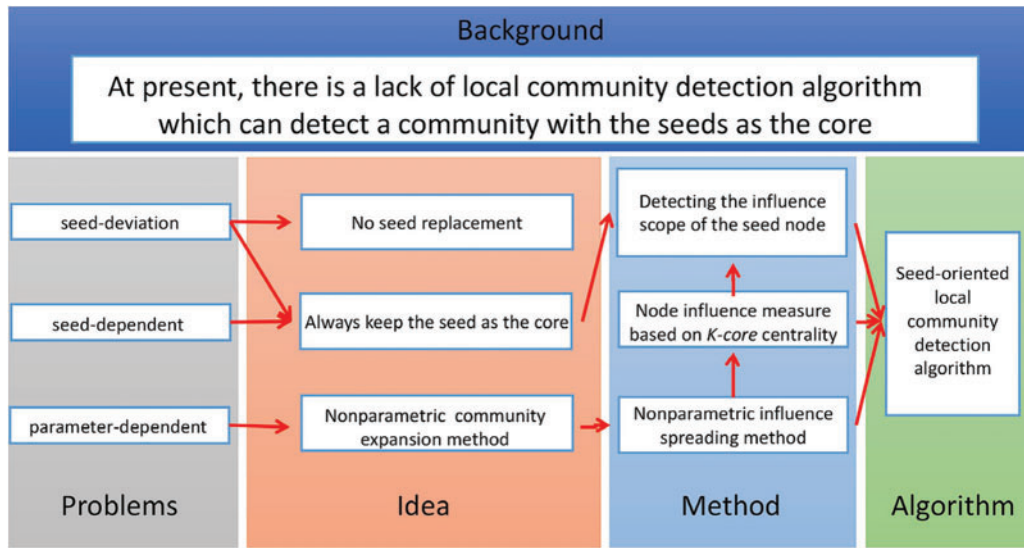 Background
At present, there is a lack of local community detection algorithm
which can detect a community with the seeds as the core
seed-deviation
seed-dependent
parameter-dependent
Problems
No seed replacement
Always keep the seed as the core
Nonparametric community
expansion method
Idea
Detecting the influence
scope of the seed node
Node influence measure
based on K-core centrality
Nonparametric influence
spreading method
Method
Seed-oriented
local
community
detection
algorithm
Algorithm